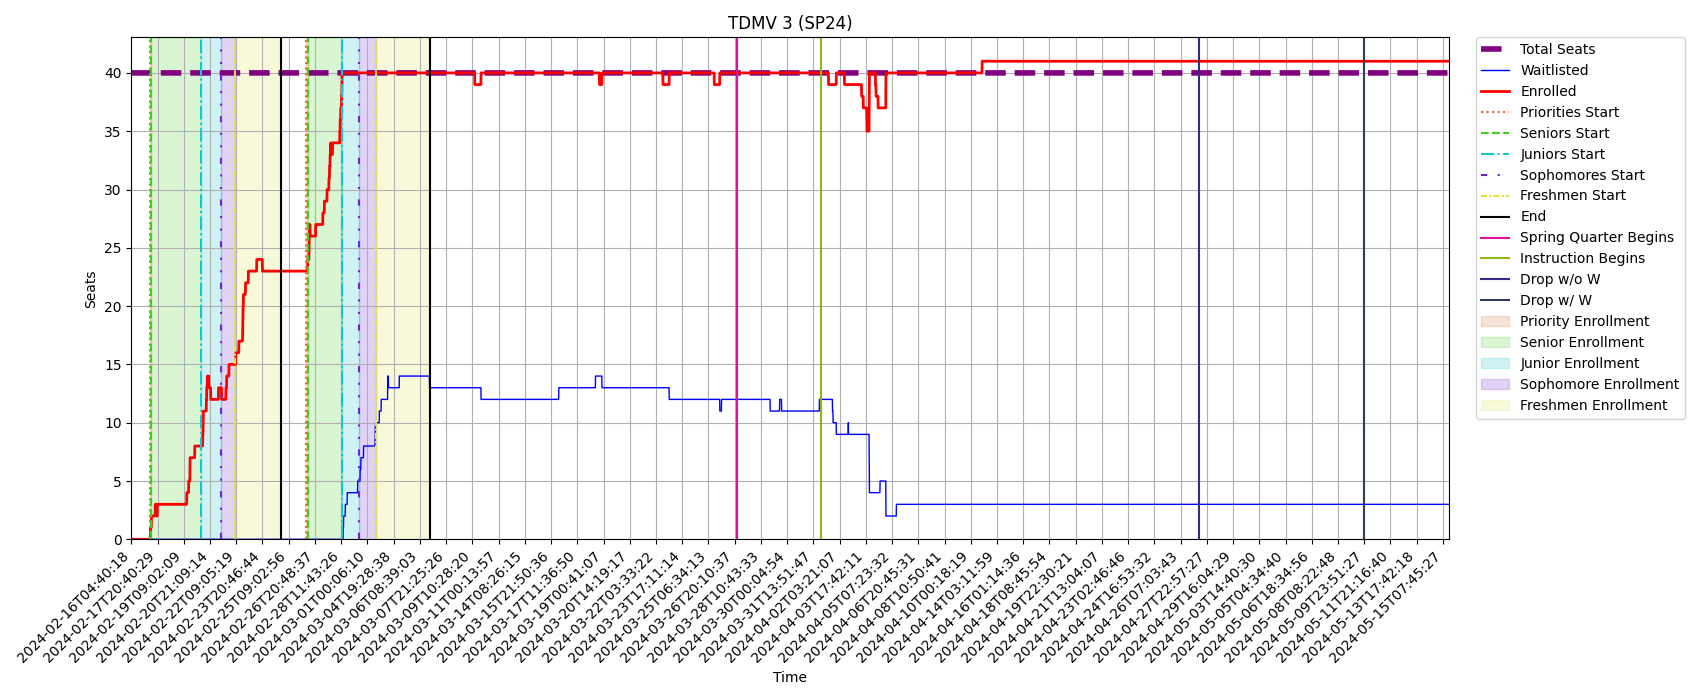 TDMV 3 (SP24)
Seats
40
35
30
25
20
15
10
5
0
2024-02-16T04:40:18
2024-02-17T20:40:29
2024-02-19T09:02:09
2024-02-20T21:09:14
2024-02-22T09:05:19
2024-02-23T20:46:44
2024-02-25T09:02:56
2024-02-26T20:48:37
2024-02-28T11:43:26
2024-03-01T00:06:10
2024-03-04T19:28:38
2024-03-06T08:39:03
2024-03-07T21:25:26
2024-03-09T10:28:20
2024-03-11T00:13:57
2024-03-14T08:26:15
2024-03-15T21:50:36
2024-03-17T11:36:50
2024-03-19T00:41:07
2024-03-20T14:19:17
2024-03-22T03:33:22
2024-03-23T17:11:14
2024-03-25T06:34:13
2024-03-26T20:10:37
2024-03-28T10:43:33
2024-03-30T00:04:54
2024-03-31T13:51:47
2024-04-02T03:21:07
2024-04-03T17:42:11
2024-04-05T07:23:32
2024-04-06T20:45:31
2024-04-08T10:50:41
2024-04-10T00:18:19
2024-04-14T03:11:59
2024-04-16T01:14:36
2024-04-18T08:45:54
2024-04-19T22:30:21
2024-04-21T13:04:07
2024-04-23T02:46:46
2024-04-24T16:53:32
2024-04-26T07:03:43
2024-04-27T22:57:27
2024-04-29T16:04:29
2024-05-03T14:40:30
2024-05-05T04:34:40
2024-05-06T18:34:56
2024-05-08T08:22:48
2024-05-09T23:51:27
2024-05-11T21:16:40
2024-05-13T17:42:18
2024-05-15T07:45:27
Time
Total Seats
Waitlisted
Enrolled
Priorities Start
Seniors Start
Juniors Start
Sophomores Start
Freshmen Start
End
Spring Quarter Begins
Instruction Begins
Drop w/o W
Drop w/ W
Priority Enrollment
Senior Enrollment
Junior Enrollment
Sophomore Enrollment
Freshmen Enrollment